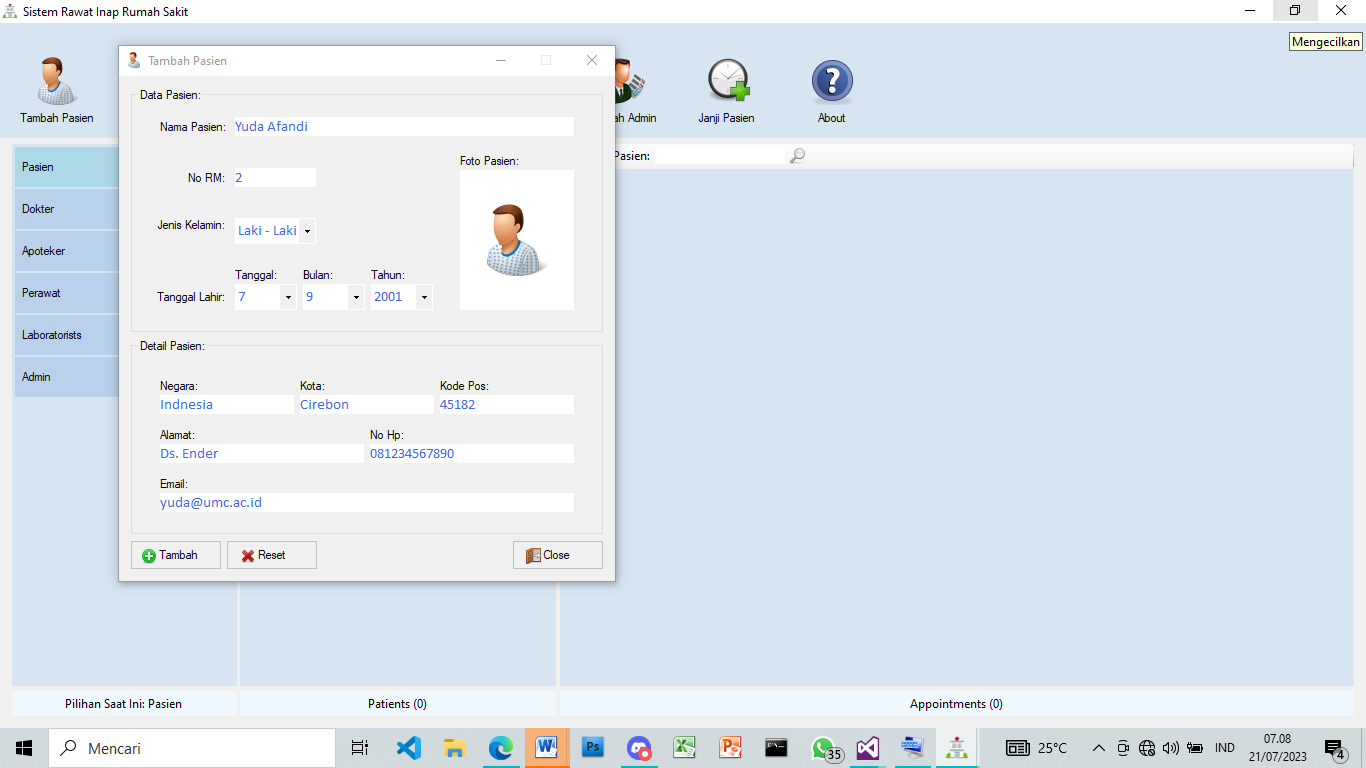 Sistem Rawat Inap Rumah Sakit
Mengecilkan
Tambah Pasien
Admin
Janji Pasien
About
Tambah Pasien
Data Pasien:
Nama Pasien: Yuda Afandi
No RM: 2
Foto Pasien:
Jenis Kelamin: Laki - Laki
Tanggal: Bulan: Tahun:
Tanggal Lahir: 7 9 2001
Detail Pasien:
Negara: Kota: Kode Pos:
Indnesia Cirebon 45182
Alamat: No Hp:
Ds. Ender 081234567890
Email:
yuda@umc.ac.id
Tambah Reset Close
Pasien:
Pasien
Dokter
Apoteker
Perawat
Laboratorists
Admin
Pilihan Saat Ini: Pasien
Patients (0)
Appointments (0)
Mencari
35
25°C
IND
07.08
21/07/2023
4